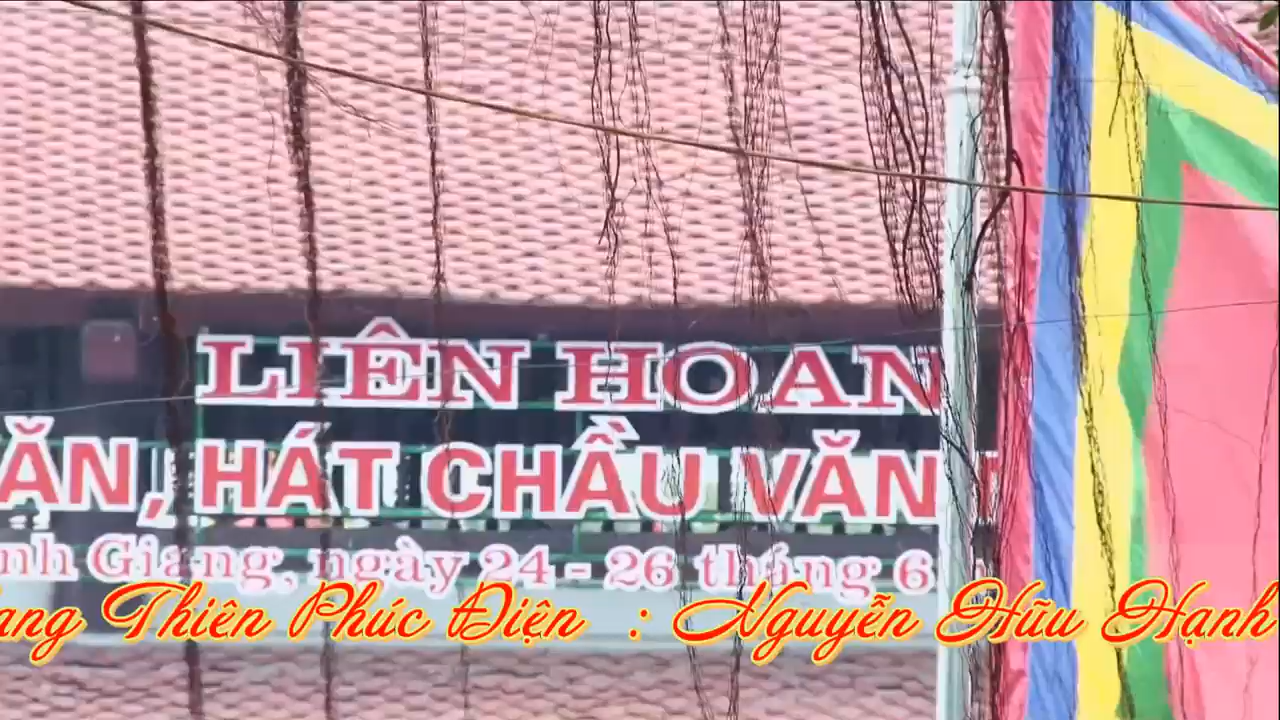 LIÊN HOAN
ĂN, HÁT CHẦU VĂN
nh Giang, ngày 24 - 26 tháng 6
ang Thiên Phúc Điện : Nguyễn Hữu Hạnh